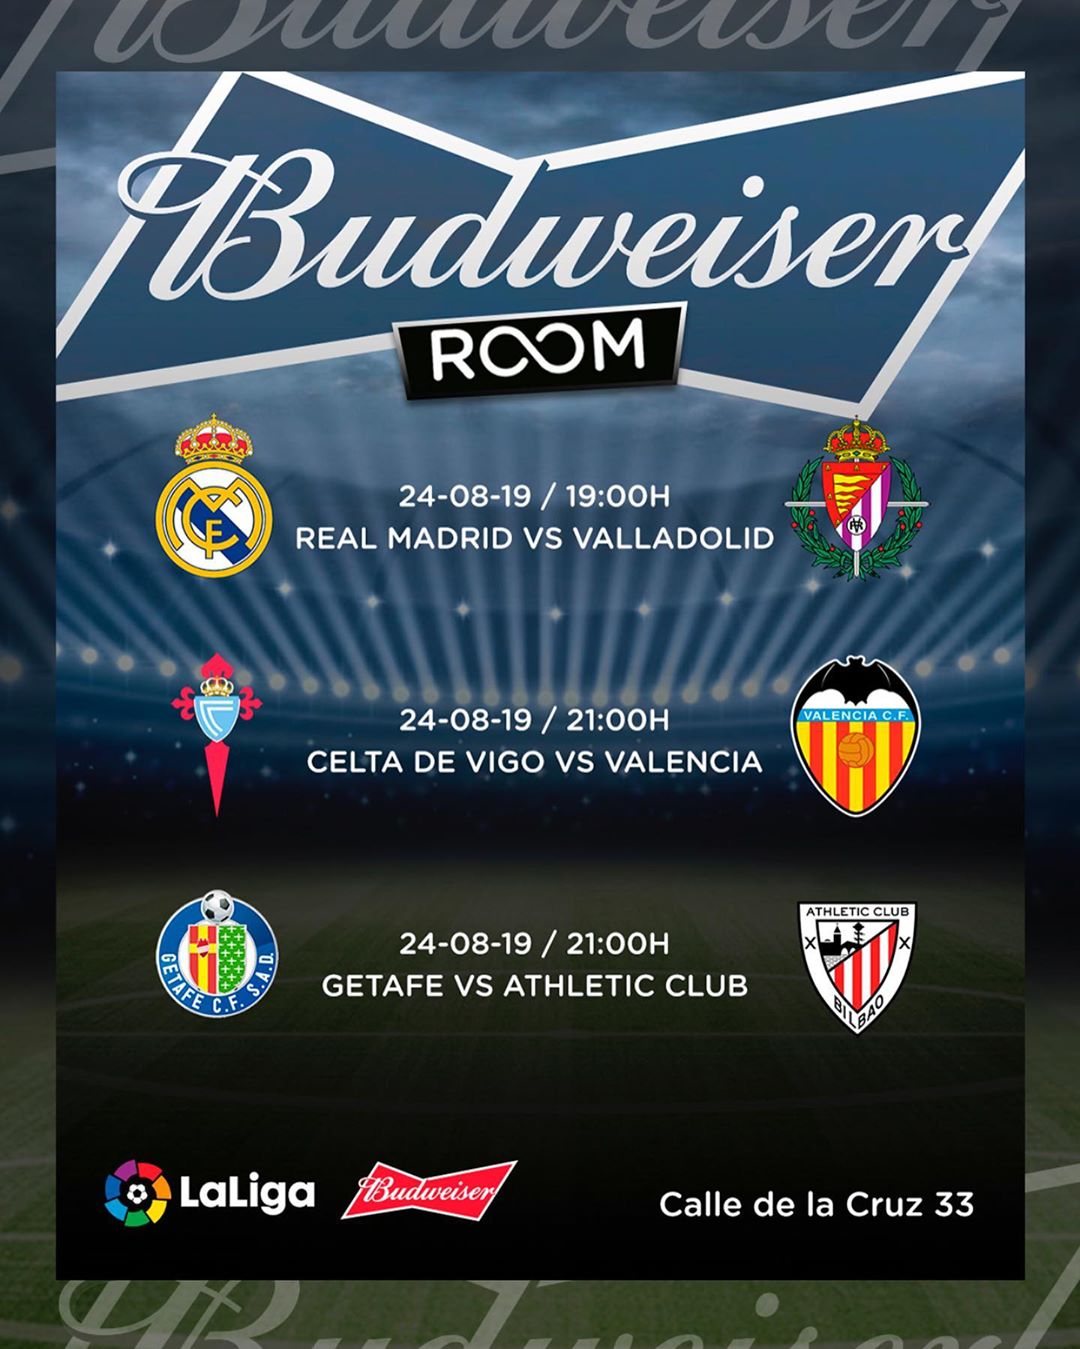 Budweiser
Budweiser
ROOM
24-08-19 / 19:00H
REAL MADRID VS VALLADOLID
24-08-19 / 21:00H
CELTA DE VIGO VS VALENCIA
VALENCIA C.F.
24-08-19 / 21:00H
GETAFE VS ATHLETIC CLUB
GETAFE C.F. S.A.D.
ATHLETIC CLUB
BILBAO
LaLiga
Budweiser
Calle de la Cruz 33
Budweiser